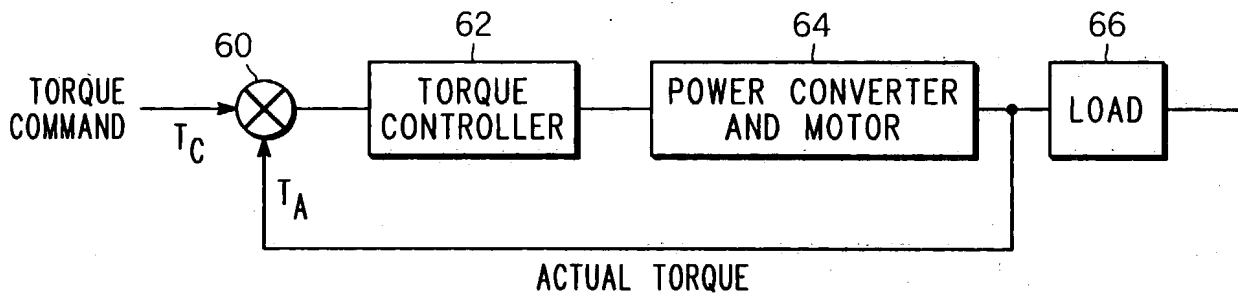 60
62
64
66
TORQUE
COMMAND
T_C
TORQUE
CONTROLLER
POWER CONVERTER
AND MOTOR
LOAD
T_A
ACTUAL TORQUE